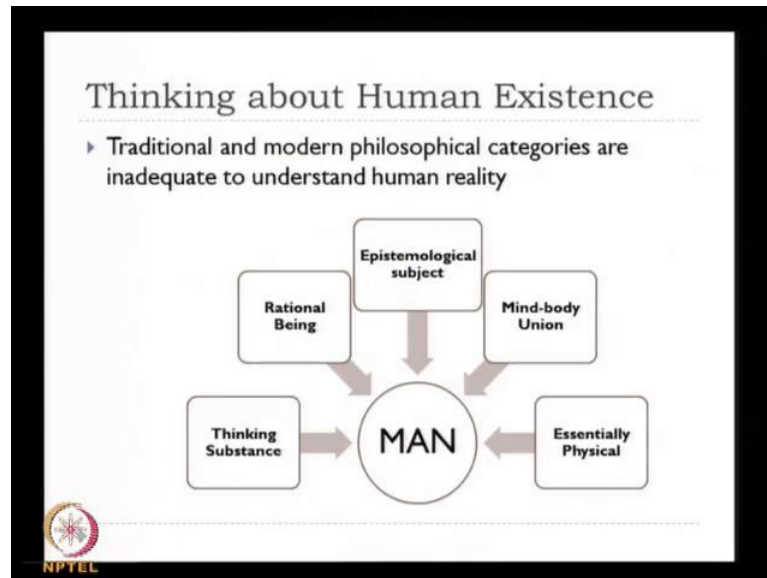 Thinking about Human Existence
Traditional and modern philosophical categories are
inadequate to understand human reality
Epistemological
subject
Rational
Being
Mind-body
Union
Thinking
Substance
MAN
Essentially
Physical
NPTEL